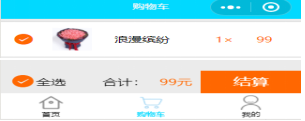 购物车
浪漫缤纷 1× 99
全选 合计： 99元 结算
首页 购物车 我的